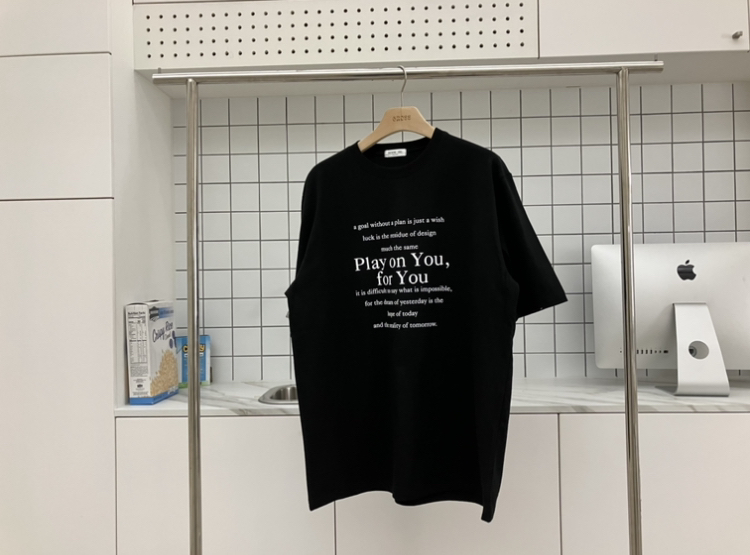 a goal without a plan is just a wish
luck is the residue of design
much the same
Play on You,
for You
it is difficult to say what is impossible,
for the dream of yesterday is the
hope of today
and the reality of tomorrow.
Crispy Rice